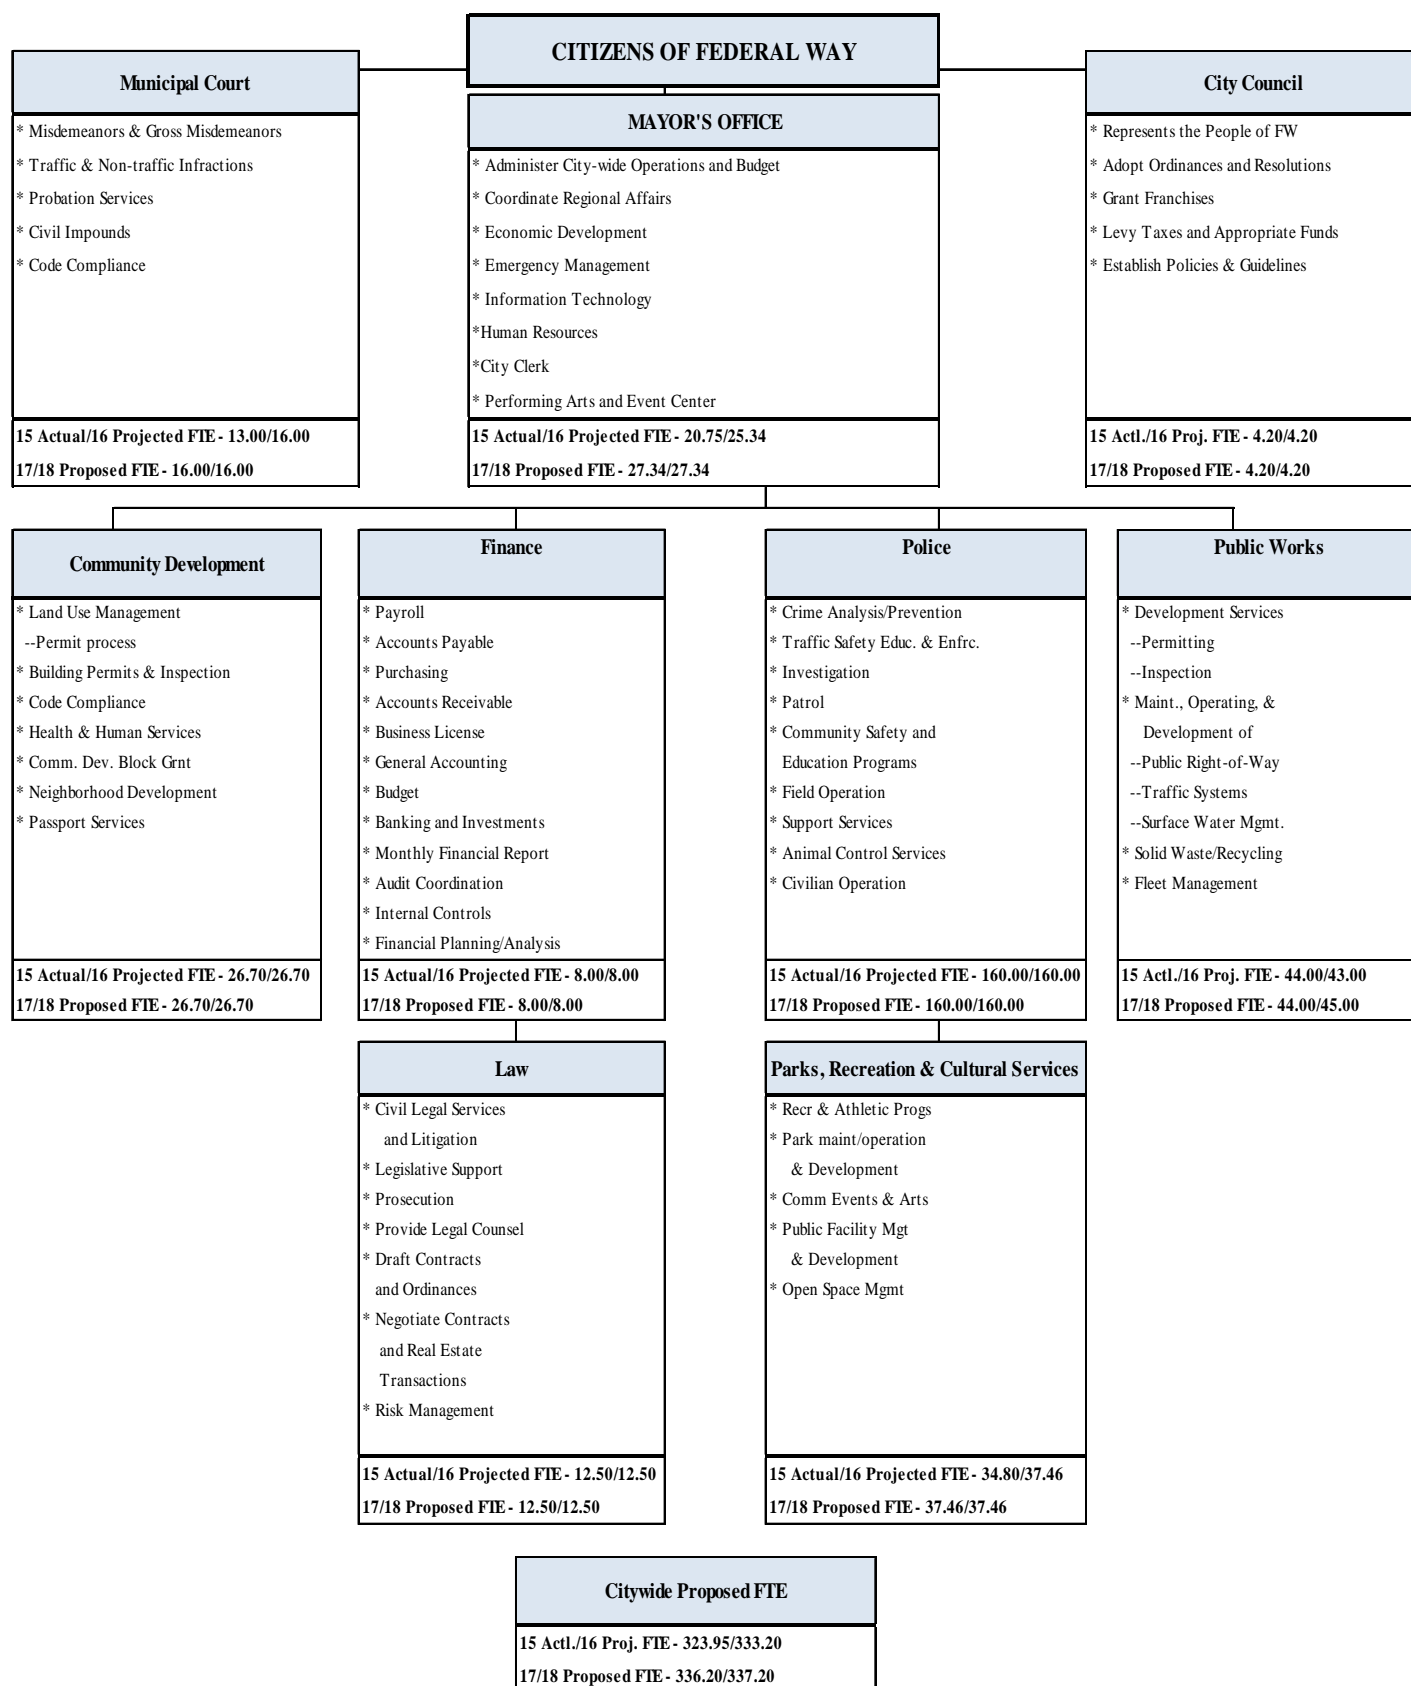 CITIZENS OF FEDERAL WAY
Municipal Court
* Misdemeanors & Gross Misdemeanors
* Traffic & Non-traffic Infractions
* Probation Services
* Civil Impounds
* Code Compliance
15 Actual/16 Projected FTE - 13.00/16.00
17/18 Proposed FTE - 16.00/16.00
MAYOR'S OFFICE
* Administer City-wide Operations and Budget
* Coordinate Regional Affairs
* Economic Development
* Emergency Management
* Information Technology
*Human Resources
*City Clerk
* Performing Arts and Event Center
15 Actual/16 Projected FTE - 20.75/25.34
17/18 Proposed FTE - 27.34/27.34
City Council
* Represents the People of FW
* Adopt Ordinances and Resolutions
* Grant Franchises
* Levy Taxes and Appropriate Funds
* Establish Policies & Guidelines
15 Actl./16 Proj. FTE - 4.20/4.20
17/18 Proposed FTE - 4.20/4.20
Community Development
* Land Use Management
--Permit process
* Building Permits & Inspection
* Code Compliance
* Health & Human Services
* Comm. Dev. Block Grnt
* Neighborhood Development
* Passport Services
15 Actual/16 Projected FTE - 26.70/26.70
17/18 Proposed FTE - 26.70/26.70
Finance
* Payroll
* Accounts Payable
* Purchasing
* Accounts Receivable
* Business License
* General Accounting
* Budget
* Banking and Investments
* Monthly Financial Report
* Audit Coordination
* Internal Controls
* Financial Planning/Analysis
15 Actual/16 Projected FTE - 8.00/8.00
17/18 Proposed FTE - 8.00/8.00
Police
* Crime Analysis/Prevention
* Traffic Safety Educ. & Enfrc.
* Investigation
* Patrol
* Community Safety and
Education Programs
* Field Operation
* Support Services
* Animal Control Services
* Civilian Operation
15 Actual/16 Projected FTE - 160.00/160.00
17/18 Proposed FTE - 160.00/160.00
Public Works
* Development Services
--Permitting
--Inspection
* Maint., Operating, &
Development of
--Public Right-of-Way
--Traffic Systems
--Surface Water Mgmt.
* Solid Waste/Recycling
* Fleet Management
15 Actl./16 Proj. FTE - 44.00/43.00
17/18 Proposed FTE - 44.00/45.00
Law
* Civil Legal Services
and Litigation
* Legislative Support
* Prosecution
* Provide Legal Counsel
* Draft Contracts
and Ordinances
* Negotiate Contracts
and Real Estate
Transactions
* Risk Management
15 Actual/16 Projected FTE - 12.50/12.50
17/18 Proposed FTE - 12.50/12.50
Parks, Recreation & Cultural Services
* Recr & Athletic Progs
* Park maint/operation
& Development
* Comm Events & Arts
* Public Facility Mgt
& Development
* Open Space Mgmt
15 Actual/16 Projected FTE - 34.80/37.46
17/18 Proposed FTE - 37.46/37.46
Citywide Proposed FTE
15 Actl./16 Proj. FTE - 323.95/333.20
17/18 Proposed FTE - 336.20/337.20